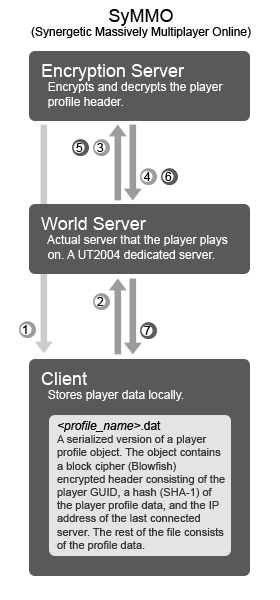 SyMMO
(Synergetic Massively Multiplayer Online)
Encryption Server
Encrypts and decrypts the player
profile header.
5 3
4 6
World Server
Actual server that the player plays
on. A UT2004 dedicated server.
2
1
7
Client
Stores player data locally.
<profile_name>.dat
A serialized version of a player
profile object. The object contains
a block cipher (Blowfish)
encrypted header consisting of the
player GUID, a hash (SHA-1) of
the player profile data, and the IP
address of the last connected
server. The rest of the file consists
of the profile data.